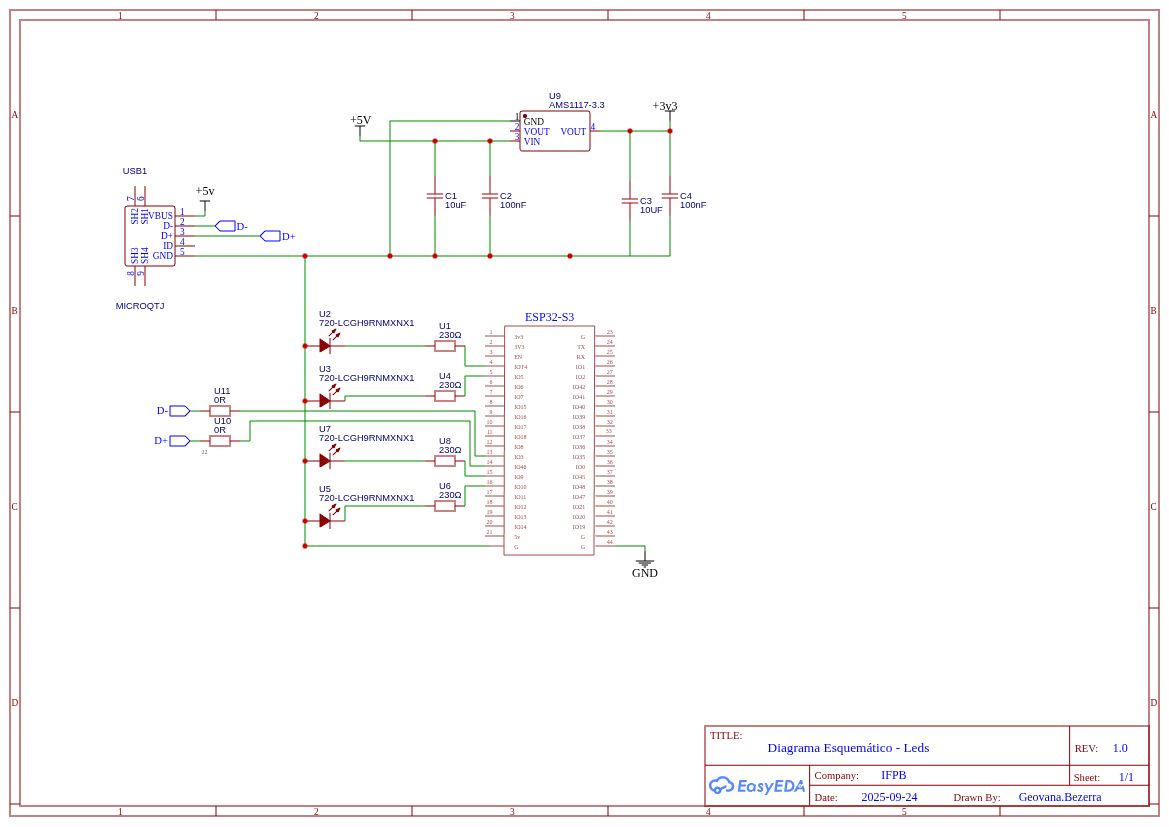 1 2 3 4 5
A A
B B
C C
D D
U9
AMS1117-3.3
+5V
+3v3
1 GND
2 VOUT VOUT 4
3 VIN
USB1
+5v
7 6
SH2 SH1
VBUS 1
D- 2
D+ 3
ID 4
GND 5
SH3 SH4
8 9
D-
D+
MICROQTJ
C1
10uF
C2
100nF
C3
10UF
C4
100nF
U2
720-LCGH9RNMXNX1
U1
230Ω
U3
720-LCGH9RNMXNX1
U4
230Ω
U7
720-LCGH9RNMXNX1
U8
230Ω
U5
720-LCGH9RNMXNX1
U6
230Ω
D-
U11
0R
D+
U10
0R
22
ESP32-S3
1 3v3 G 23
2 3V3 TX 24
3 EN RX 25
4 IOT4 IO1 26
5 IO5 IO2 27
6 IO6 IO42 28
7 IO7 IO41 29
8 IO15 IO40 30
9 IO16 IO39 31
10 IO17 IO38 32
11 IO18 IO37 33
12 IO8 IO36 34
13 IO3 IO35 35
14 IO46 IO0 36
15 IO9 IO45 37
16 IO10 IO48 38
17 IO11 IO47 39
18 IO12 IO21 40
19 IO13 IO20 41
20 IO14 IO19 42
21 5v G 43
G G 44
GND
TITLE:
Diagrama Esquemático - Leds
REV: 1.0
EasyEDA
Company: IFPB
Sheet: 1/1
Date: 2025-09-24 Drawn By: Geovana.Bezerra
1 2 3 4 5